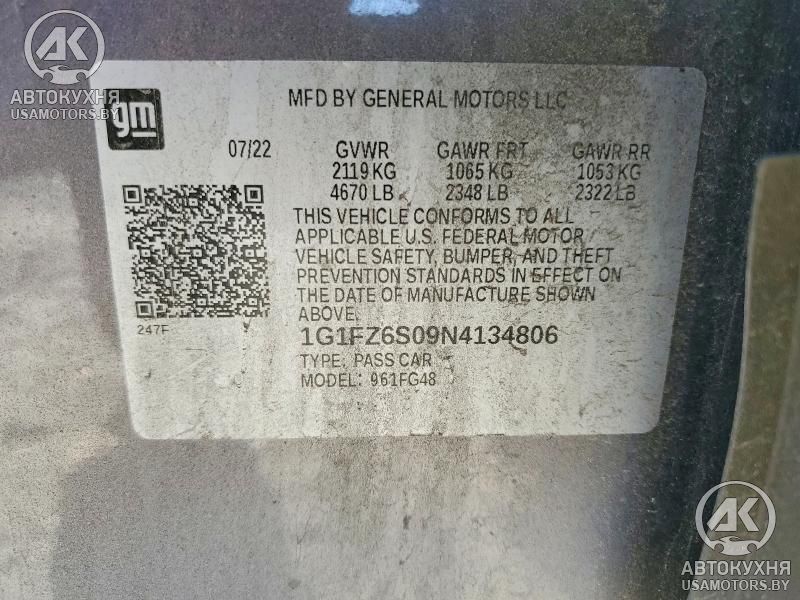 AK
АВТОКУХНЯ
USAMOTORS.BY
gm
MFD BY GENERAL MOTORS LLC
07/22 GVWR GAWR FRT GAWR RR
2119 KG 1065 KG 1053 KG
4670 LB 2348 LB 2322 LB
THIS VEHICLE CONFORMS TO ALL
APPLICABLE U.S. FEDERAL MOTOR
VEHICLE SAFETY, BUMPER, AND THEFT
PREVENTION STANDARDS IN EFFECT ON
THE DATE OF MANUFACTURE SHOWN
ABOVE.
247F
1G1FZ6S09N4134806
TYPE: PASS CAR
MODEL: 961FG48
AK
АВТОКУХНЯ
USAMOTORS.BY